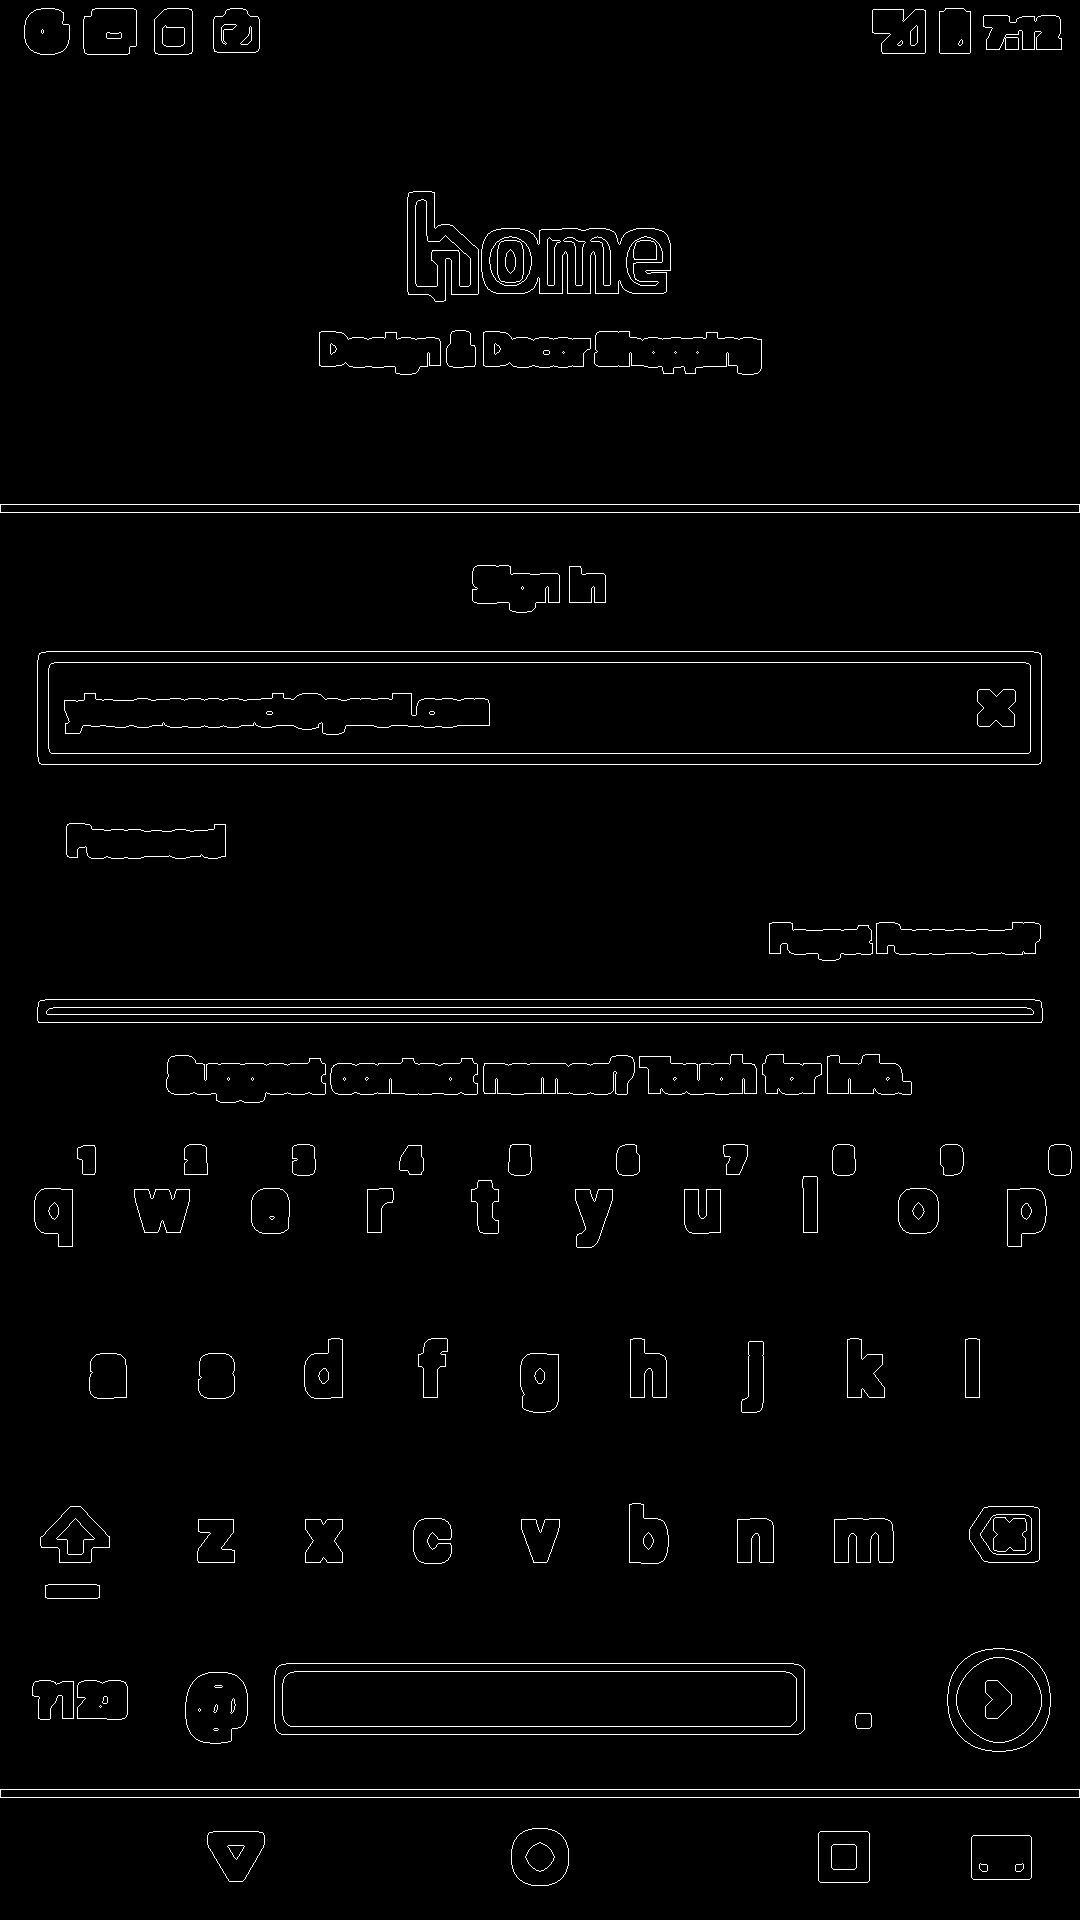 7:12
home
Design & Decor Shopping
Sign in
Password
Forgot Password?
Suggest contact names? Touch for info.
1 2 3 4 5 6 7 8 9 0
q w e r t y u i o p
a s d f g h j k l
z x c v b n m
?123 @ .